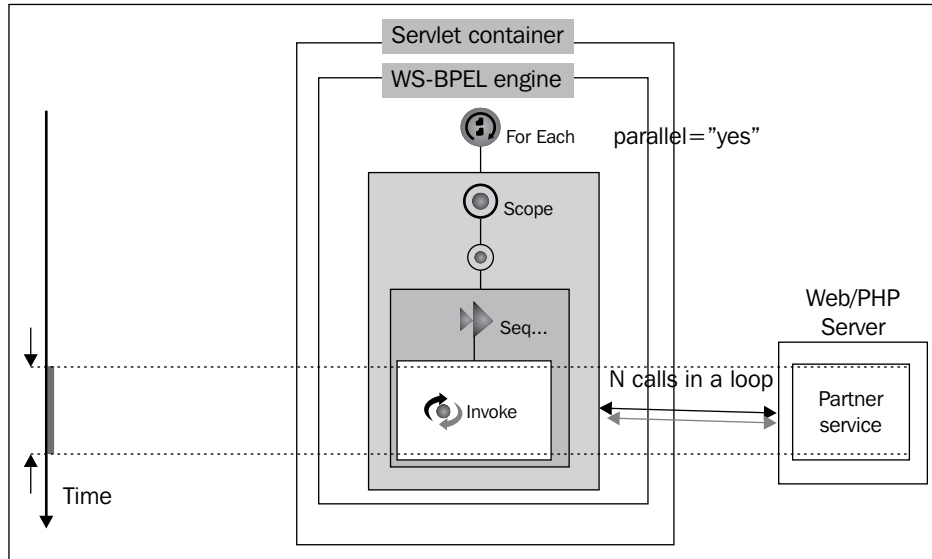 Servlet container
WS-BPEL engine
For Each
parallel=”yes”
Scope
Seq...
Web/PHP
Server
N calls in a loop
Invoke
Partner
service
Time